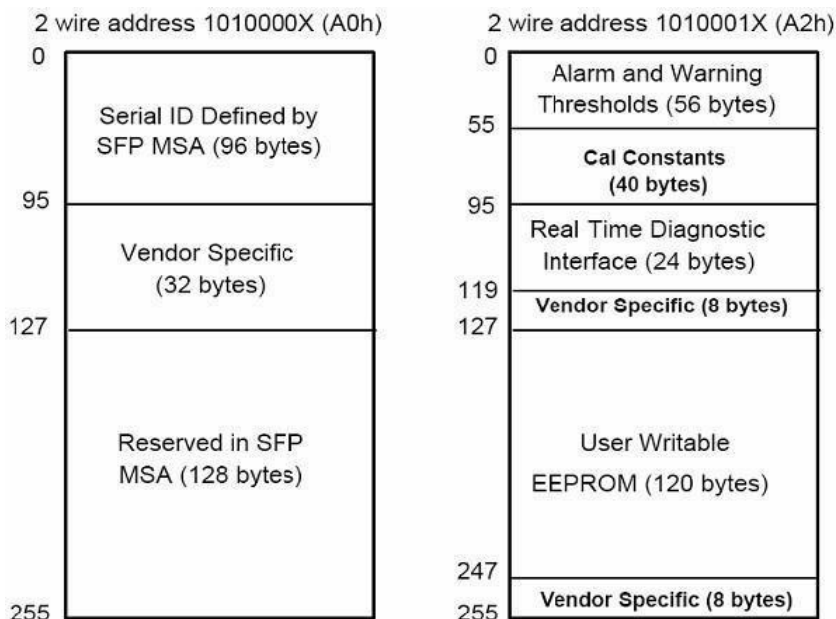 2 wire address 1010000X (A0h)
0
Serial ID Defined by
SFP MSA (96 bytes)
95
Vendor Specific
(32 bytes)
127
Reserved in SFP
MSA (128 bytes)
255
2 wire address 1010001X (A2h)
0
Alarm and Warning
Thresholds (56 bytes)
55
Cal Constants
(40 bytes)
95
Real Time Diagnostic
Interface (24 bytes)
119
Vendor Specific (8 bytes)
127
User Writable
EEPROM (120 bytes)
247
Vendor Specific (8 bytes)
255